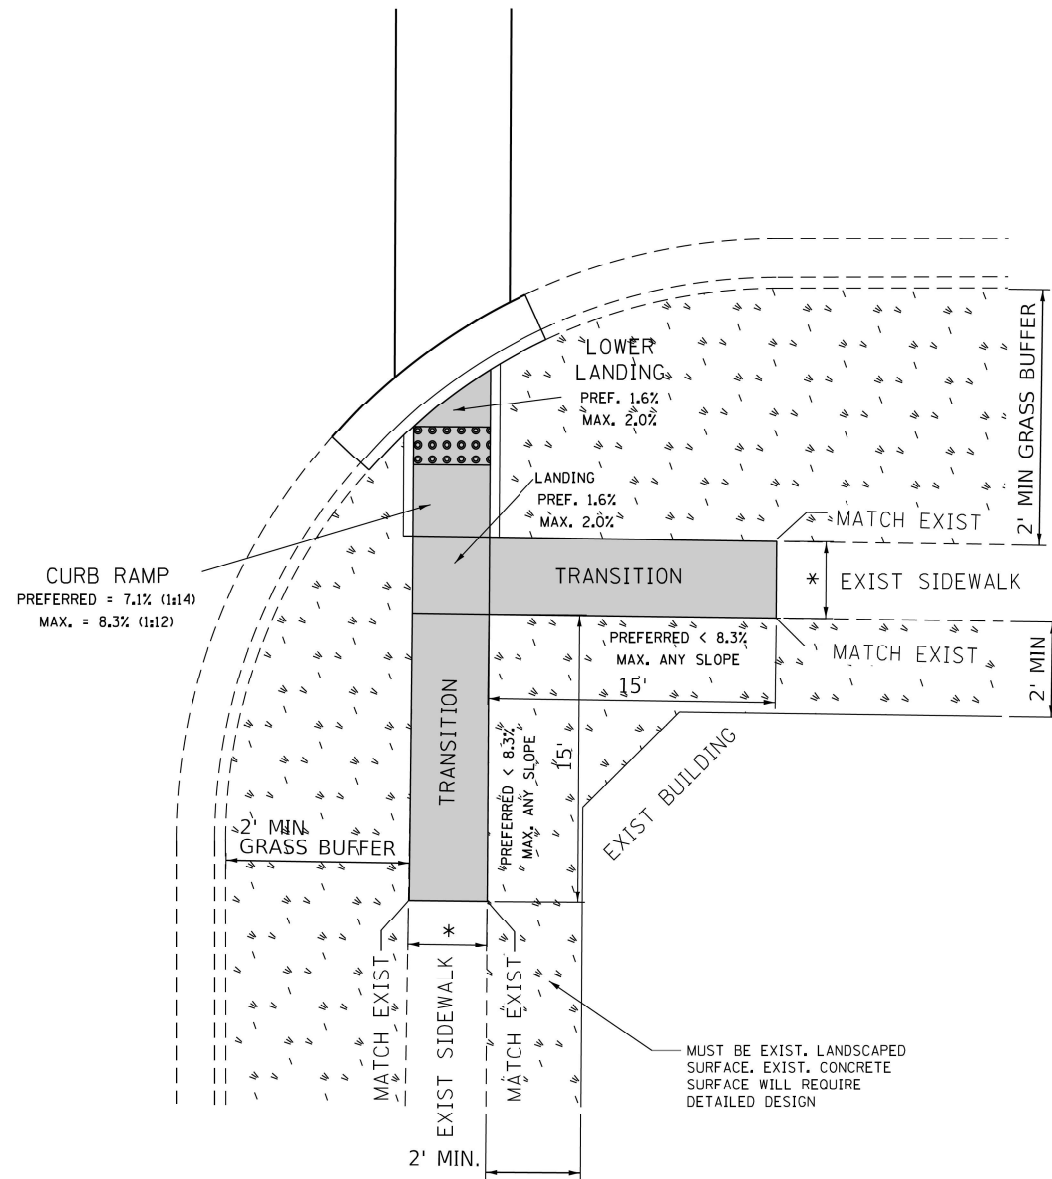 LOWER
LANDING
PREF. 1.6%
MAX. 2.0%
2' MIN GRASS BUFFER
LANDING
PREF. 1.6%
MAX. 2.0%
MATCH EXIST
CURB RAMP
PREFERRED = 7.1% (1:14)
MAX. = 8.3% (1:12)
TRANSITION
* EXIST SIDEWALK
PREFERRED < 8.3%
MAX. ANY SLOPE
MATCH EXIST
2' MIN
15'
TRANSITION
PREFERRED < 8.3%
MAX. ANY SLOPE
15'
EXIST BUILDING
2' MIN
GRASS BUFFER
*
MATCH EXIST
EXIST SIDEWALK
MATCH EXIST
MUST BE EXIST. LANDSCAPED
SURFACE. EXIST. CONCRETE
SURFACE WILL REQUIRE
DETAILED DESIGN
2' MIN.